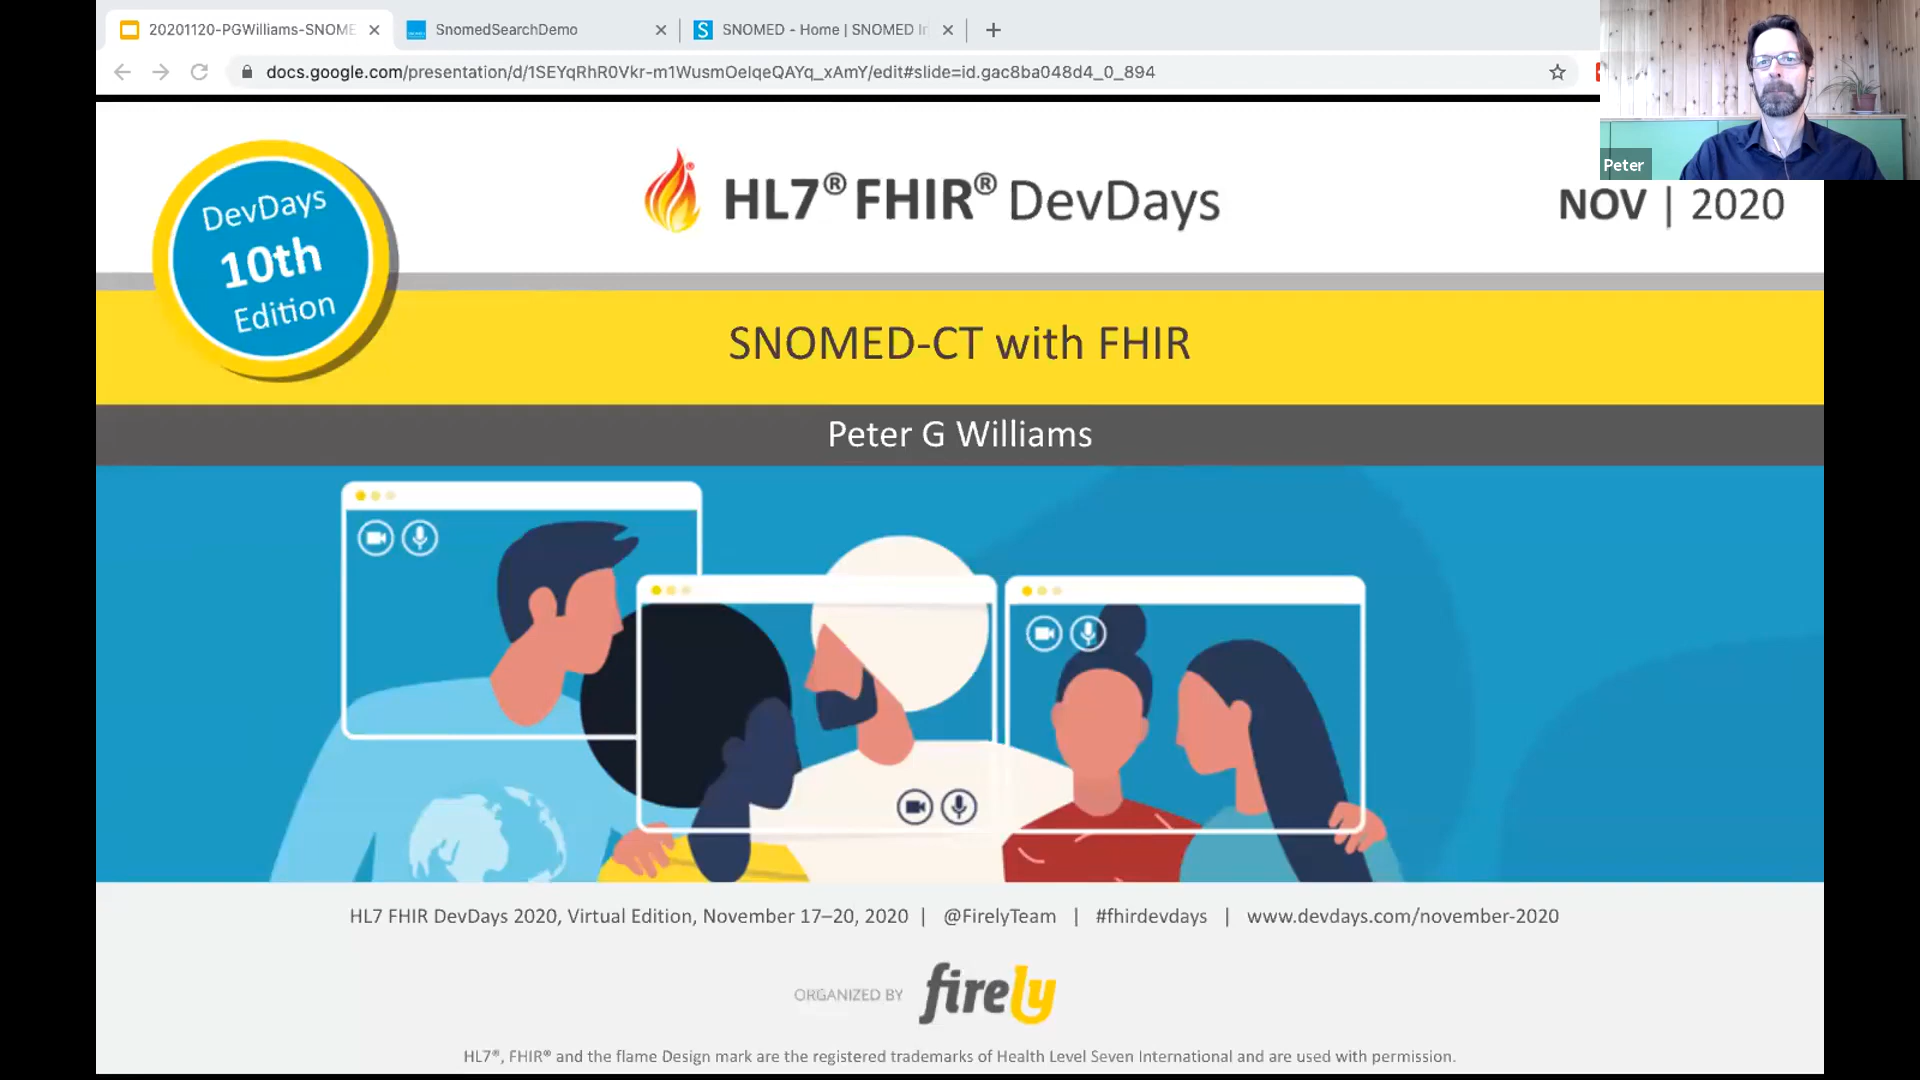 20201120-PGWilliams-SNOME
SnomedSearchDemo
SNOMED - Home | SNOMED In
docs.google.com/presentation/d/1SEYqRhR0Vkr-m1WusmOeIqeQAYq_xAmY/edit#slide=id.gac8ba048d4_0_894
Peter
DevDays
10th
Edition
HL7® FHIR® DevDays
NOV | 2020
SNOMED-CT with FHIR
Peter G Williams
HL7 FHIR DevDays 2020, Virtual Edition, November 17–20, 2020 | @FirelyTeam | #fhirdevdays | www.devdays.com/november-2020
ORGANIZED BY firely
HL7®, FHIR® and the flame Design mark are the registered trademarks of Health Level Seven International and are used with permission.